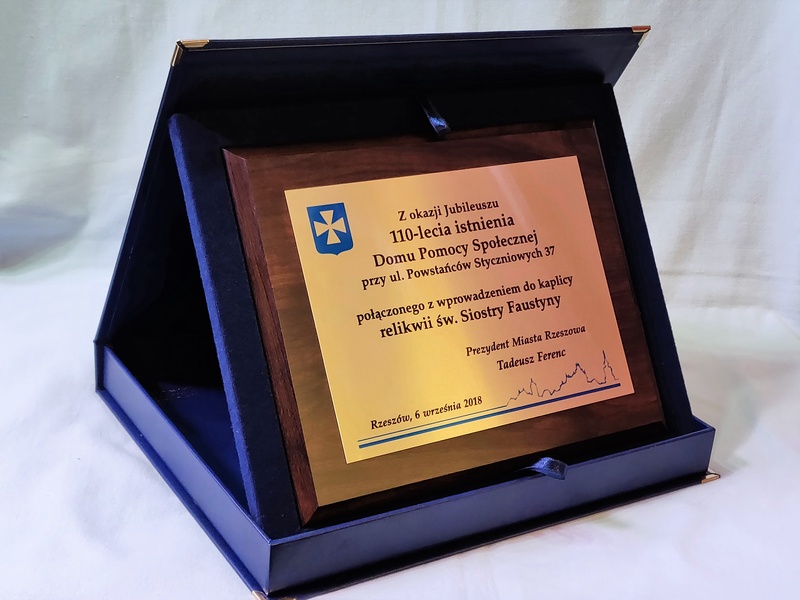 Z okazji Jubileuszu
110-lecia istnienia
Domu Pomocy Społecznej
przy ul. Powstańców Styczniowych 37
połączonego z wprowadzeniem do kaplicy
relikwii św. Siostry Faustyny
Prezydent Miasta Rzeszowa
Tadeusz Ferenc
Rzeszów, 6 września 2018